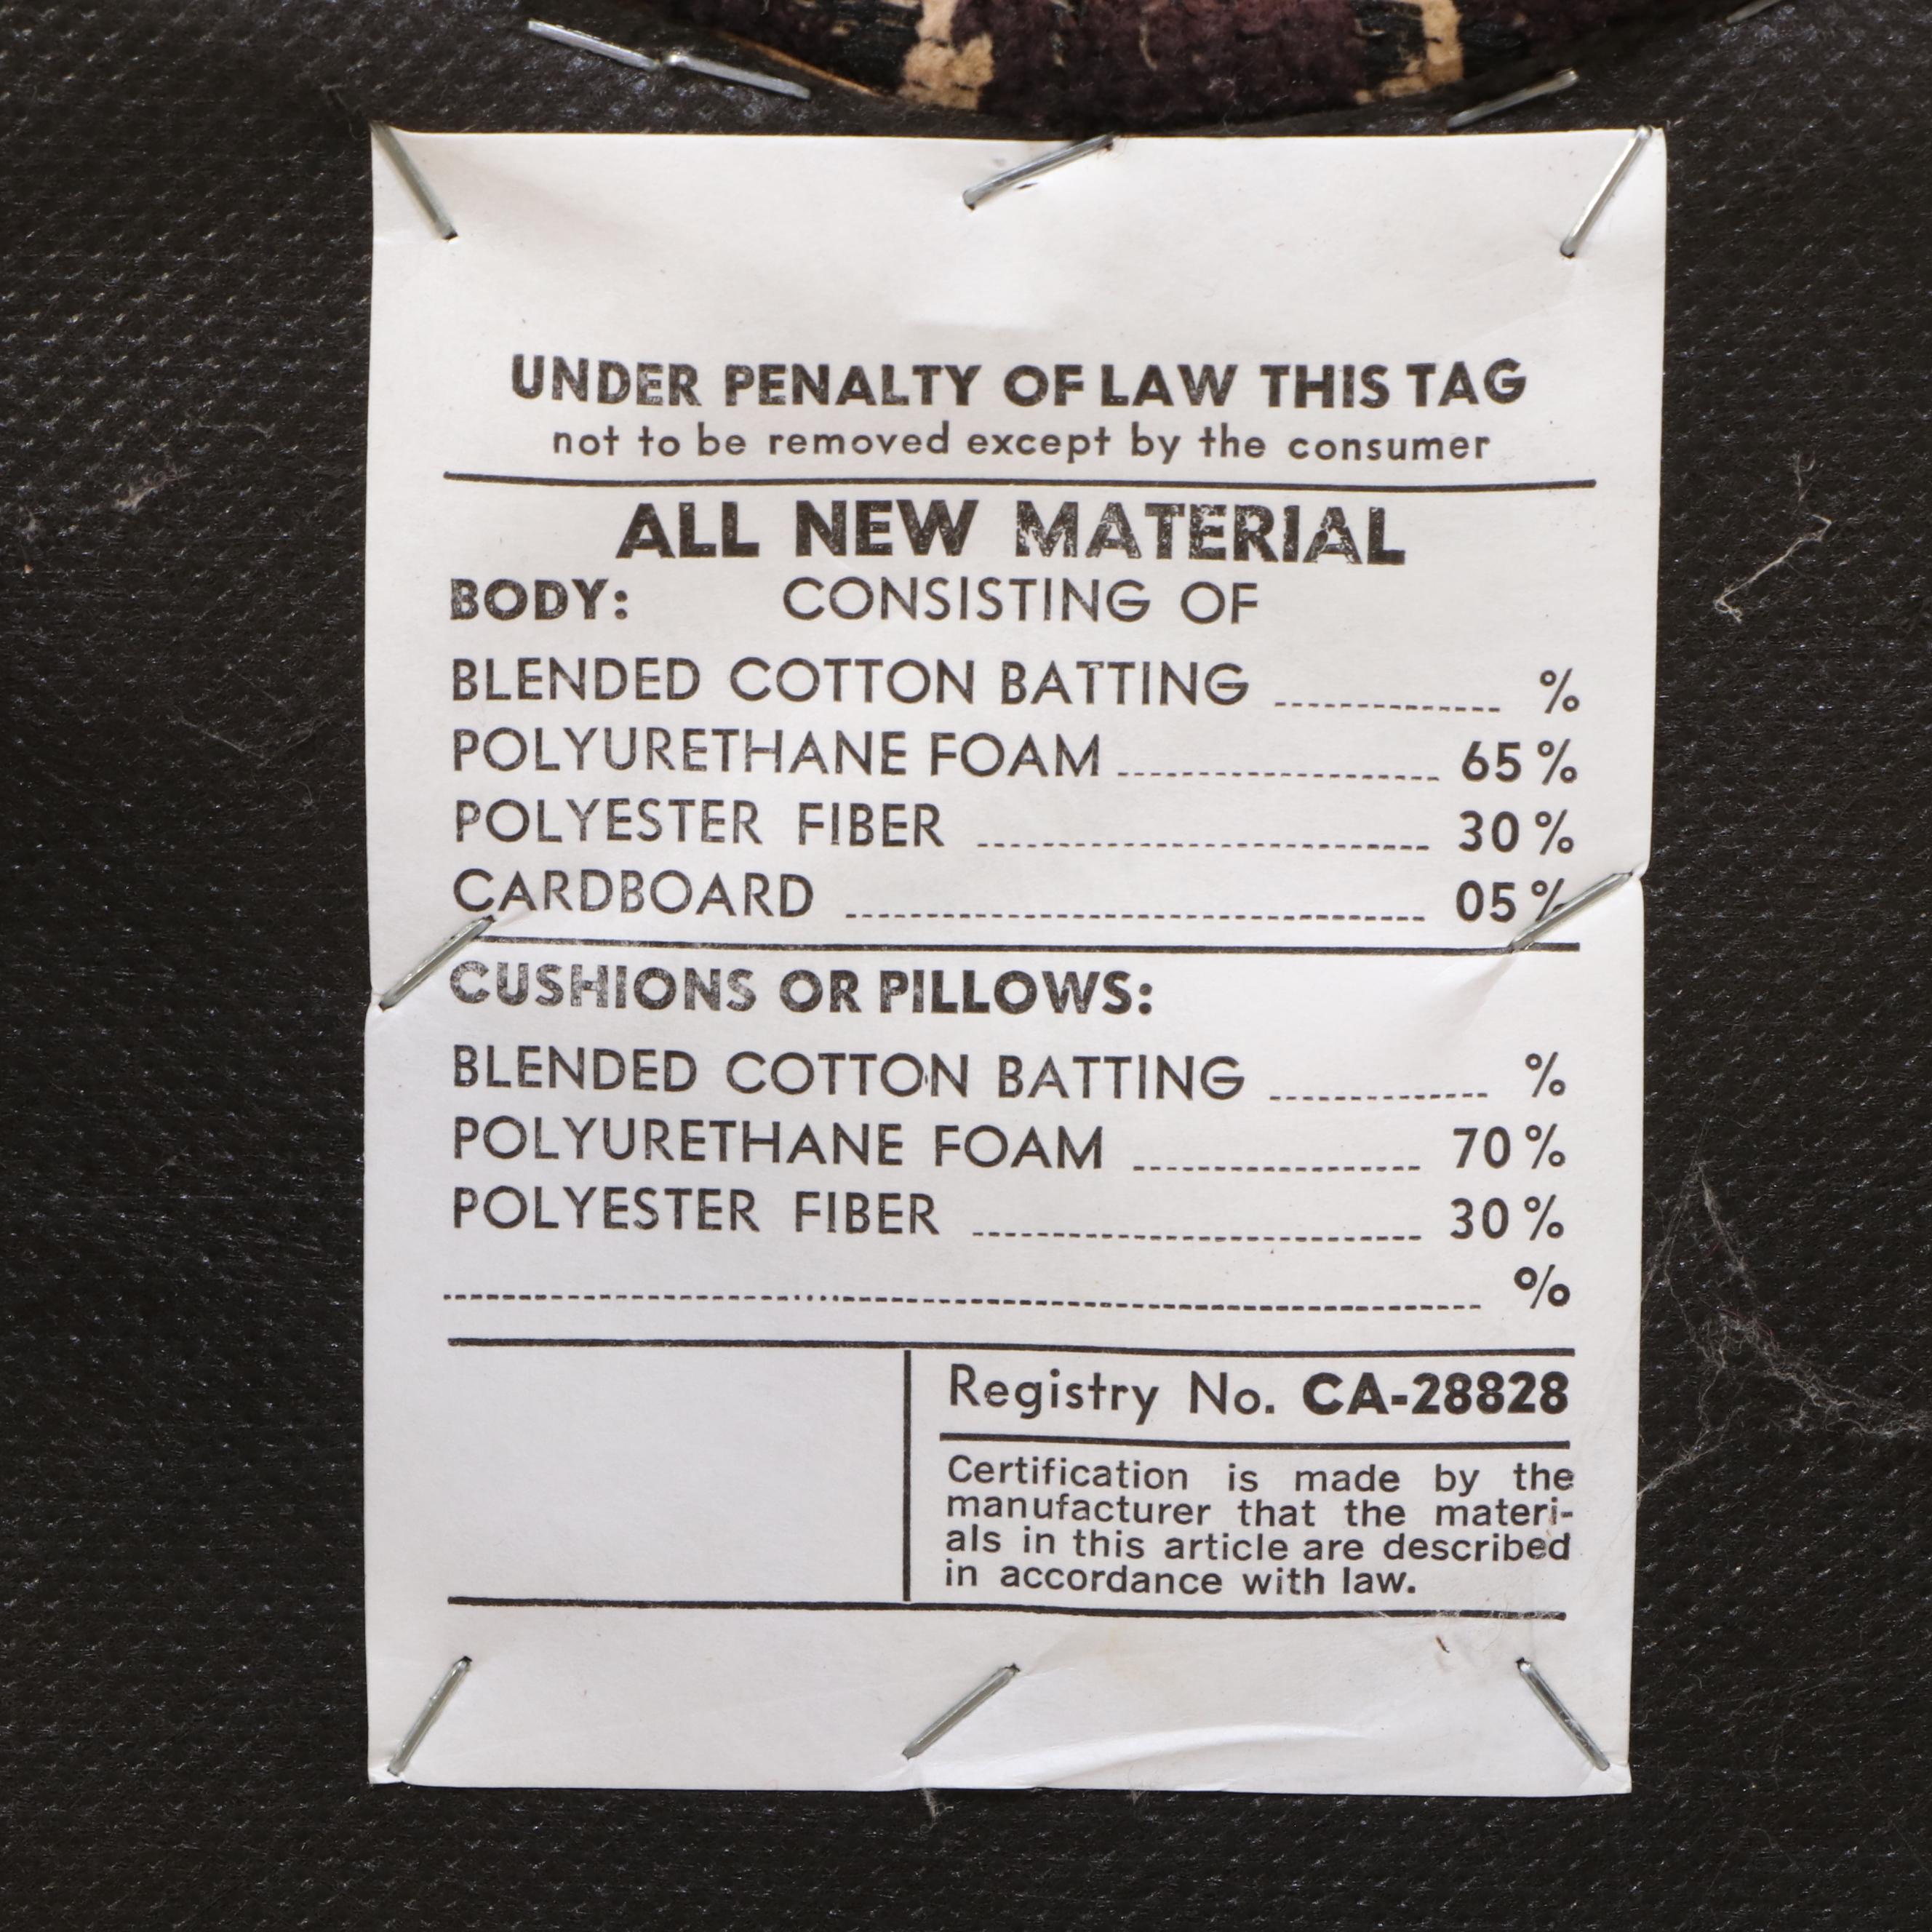 UNDER PENALTY OF LAW THIS TAG
not to be removed except by the consumer
ALL NEW MATERIAL
BODY: CONSISTING OF
BLENDED COTTON BATTING ............. %
POLYURETHANE FOAM ................... 65 %
POLYESTER FIBER ........................... 30 %
CARDBOARD .................................. 05 %
CUSHIONS OR PILLOWS:
BLENDED COTTON BATTING ............. %
POLYURETHANE FOAM ................. 70 %
POLYESTER FIBER .......................... 30 %
............................................................. %
Registry No. CA-28828
Certification is made by the
manufacturer that the materi-
als in this article are described
in accordance with law.